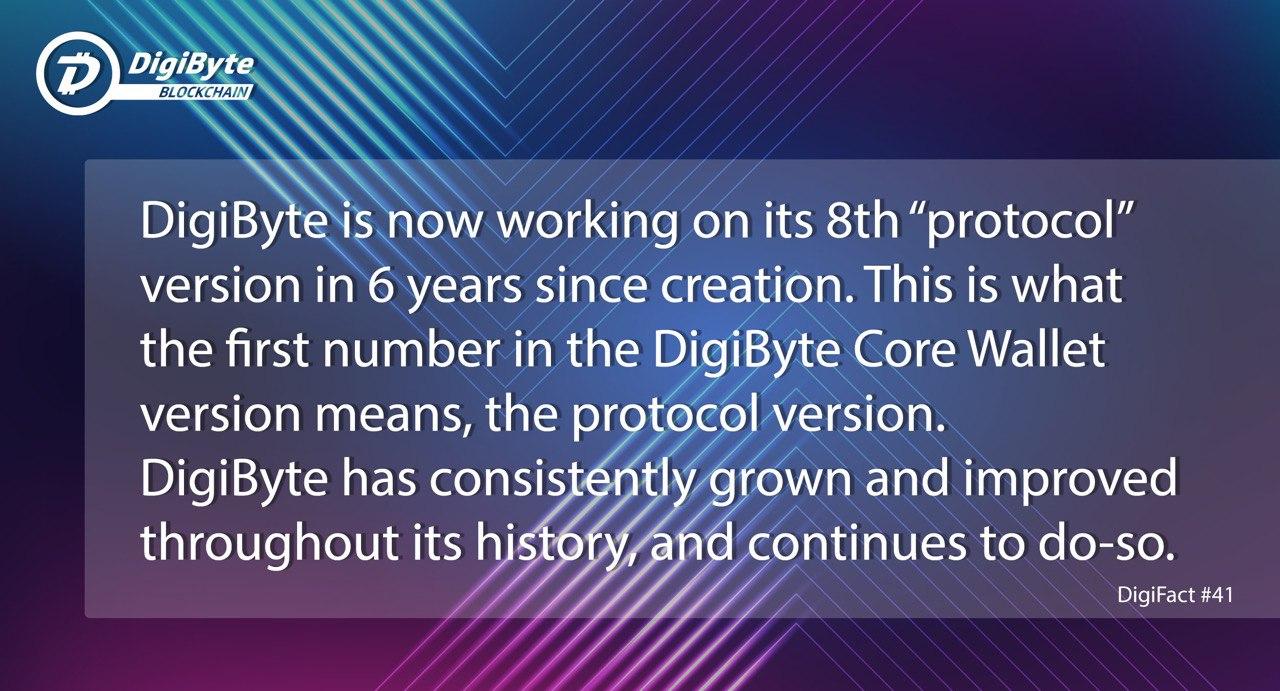 DigiByte
BLOCKCHAIN
DigiByte is now working on its 8th “protocol”
version in 6 years since creation. This is what
the first number in the DigiByte Core Wallet
version means, the protocol version.
DigiByte has consistently grown and improved
throughout its history, and continues to do-so.
DigiFact #41